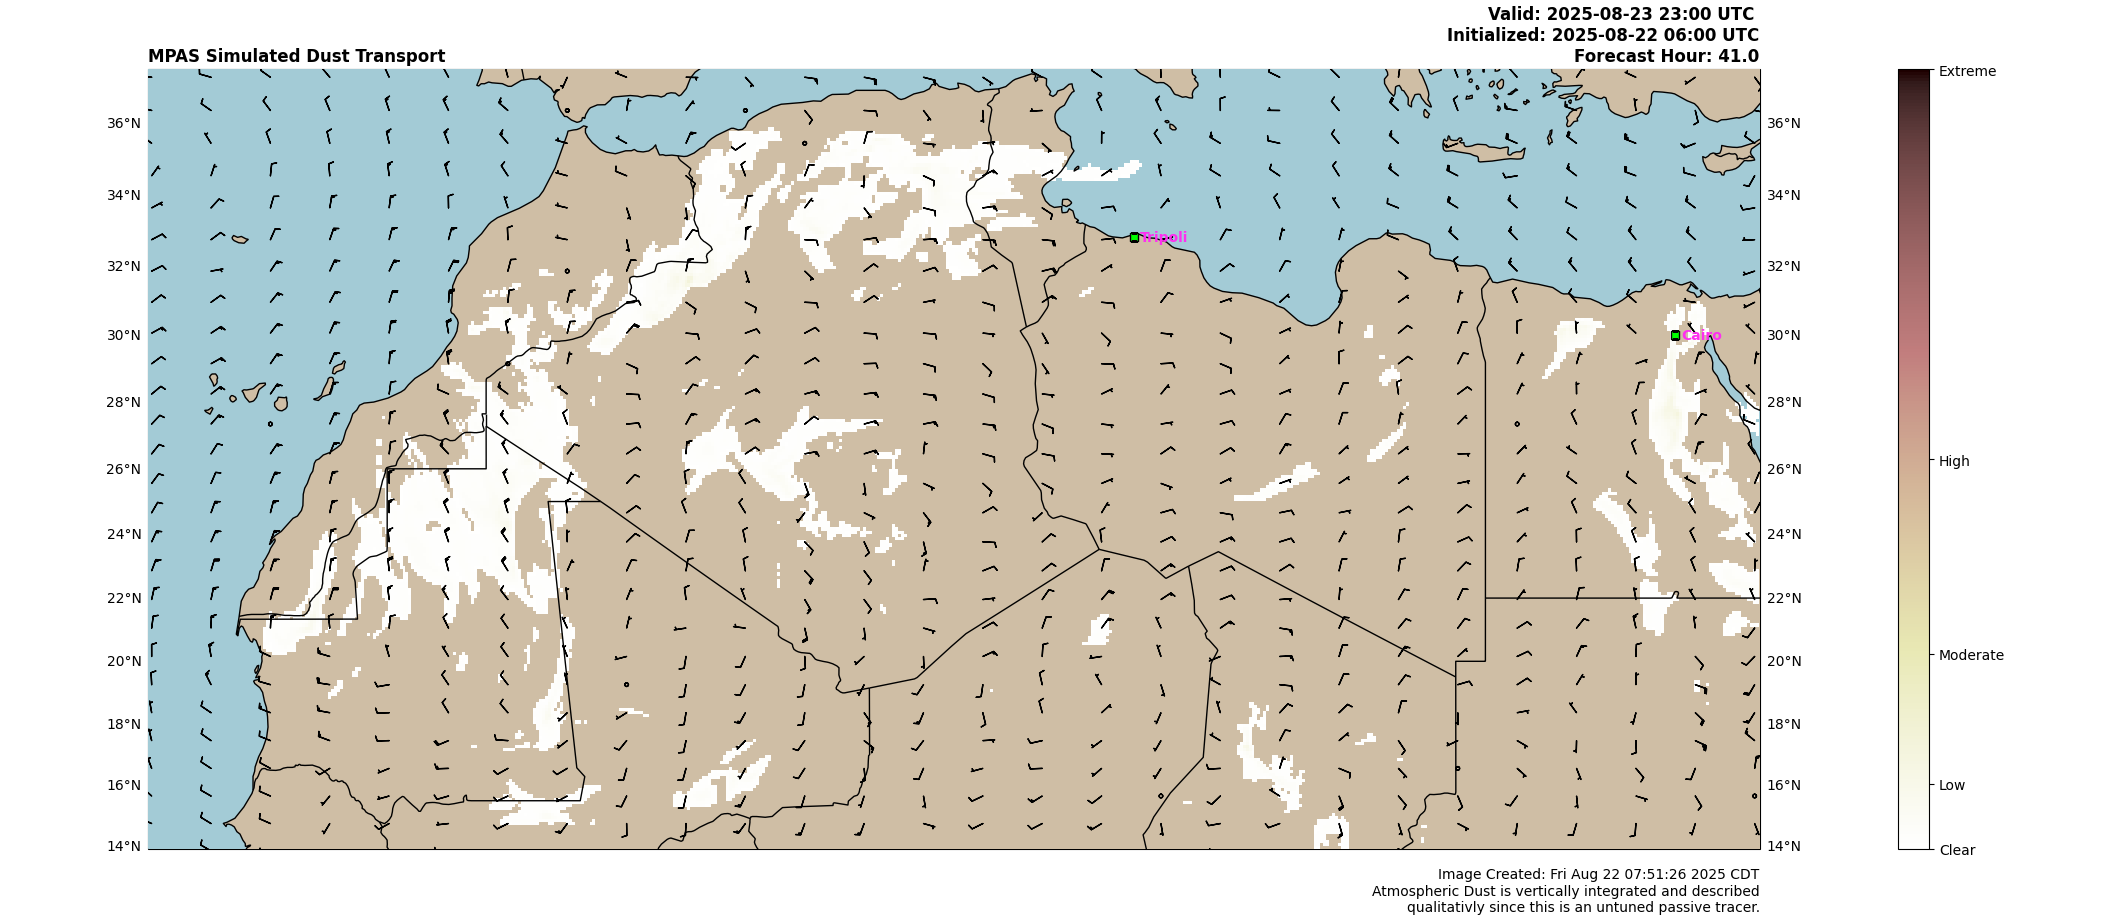 Valid: 2025-08-23 23:00 UTC
Initialized: 2025-08-22 06:00 UTC
MPAS Simulated Dust Transport
Forecast Hour: 41.0
Extreme
36°N
36°N
34°N
34°N
Tripoli
32°N
32°N
30°N
Cairo
30°N
28°N
28°N
26°N
26°N
High
24°N
24°N
22°N
22°N
20°N
20°N
Moderate
18°N
18°N
16°N
16°N
Low
14°N
14°N
Clear
Image Created: Fri Aug 22 07:51:26 2025 CDT
Atmospheric Dust is vertically integrated and described
qualitativly since this is an untuned passive tracer.